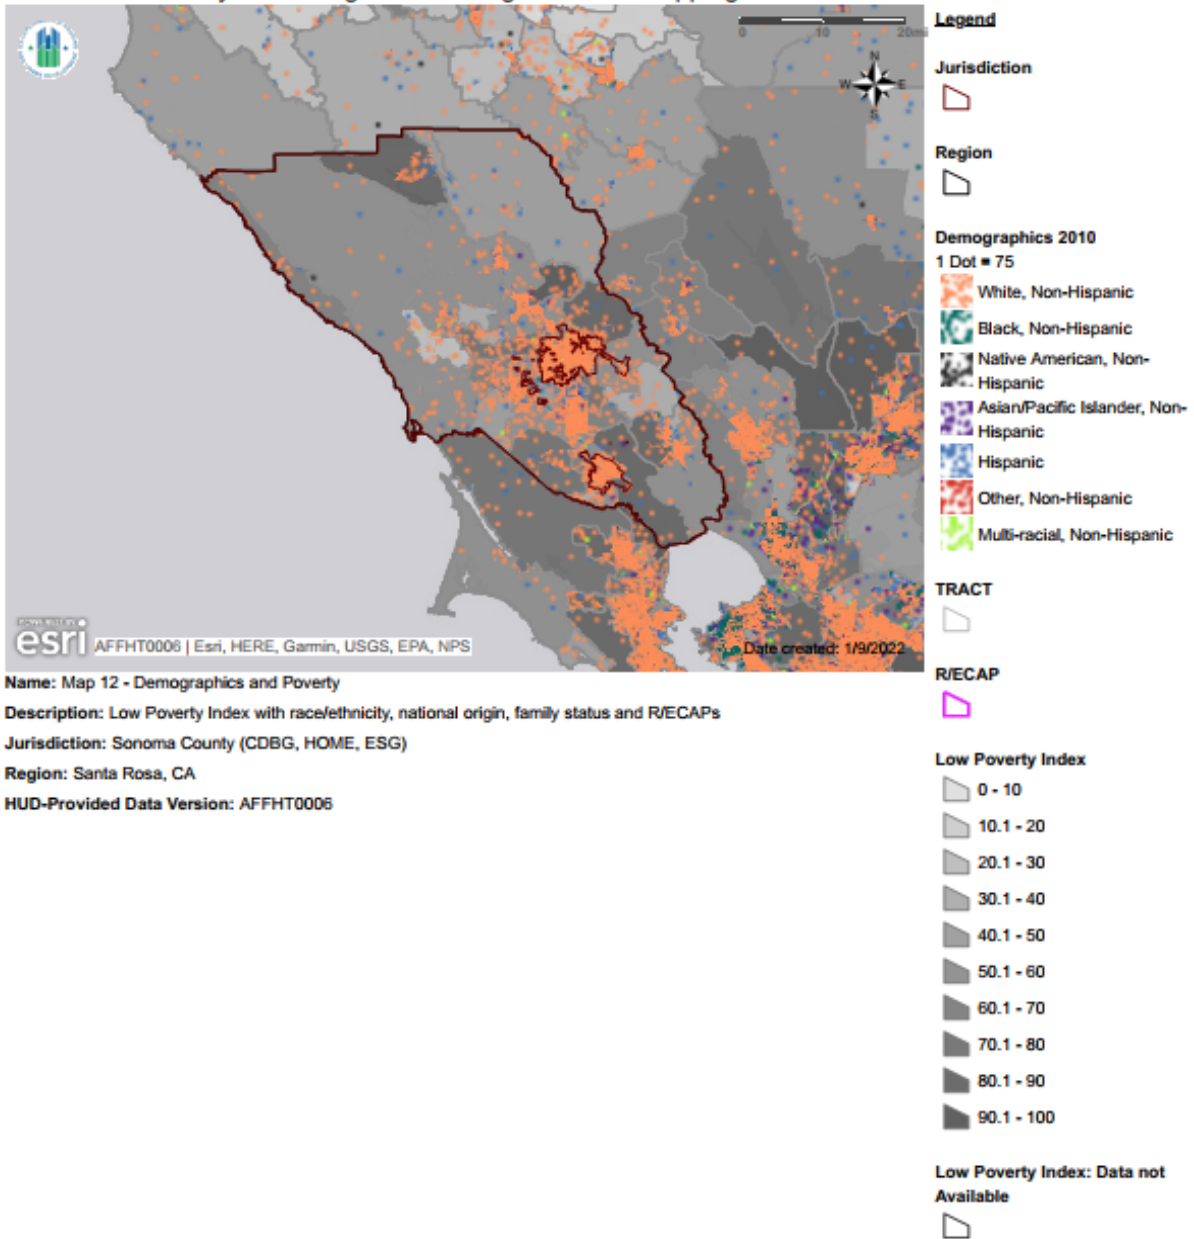 0 10 20mi
N
W E
S
POWERED BY
esri
AFFHT0006 | Esri, HERE, Garmin, USGS, EPA, NPS
Date created: 1/9/2022
Name: Map 12 - Demographics and Poverty
Description: Low Poverty Index with race/ethnicity, national origin, family status and R/ECAPs
Jurisdiction: Sonoma County (CDBG, HOME, ESG)
Region: Santa Rosa, CA
HUD-Provided Data Version: AFFHT0006
Legend
Jurisdiction
Region
Demographics 2010
1 Dot = 75
White, Non-Hispanic
Black, Non-Hispanic
Native American, Non-
Hispanic
Asian/Pacific Islander, Non-
Hispanic
Hispanic
Other, Non-Hispanic
Multi-racial, Non-Hispanic
TRACT
R/ECAP
Low Poverty Index
0 - 10
10.1 - 20
20.1 - 30
30.1 - 40
40.1 - 50
50.1 - 60
60.1 - 70
70.1 - 80
80.1 - 90
90.1 - 100
Low Poverty Index: Data not
Available